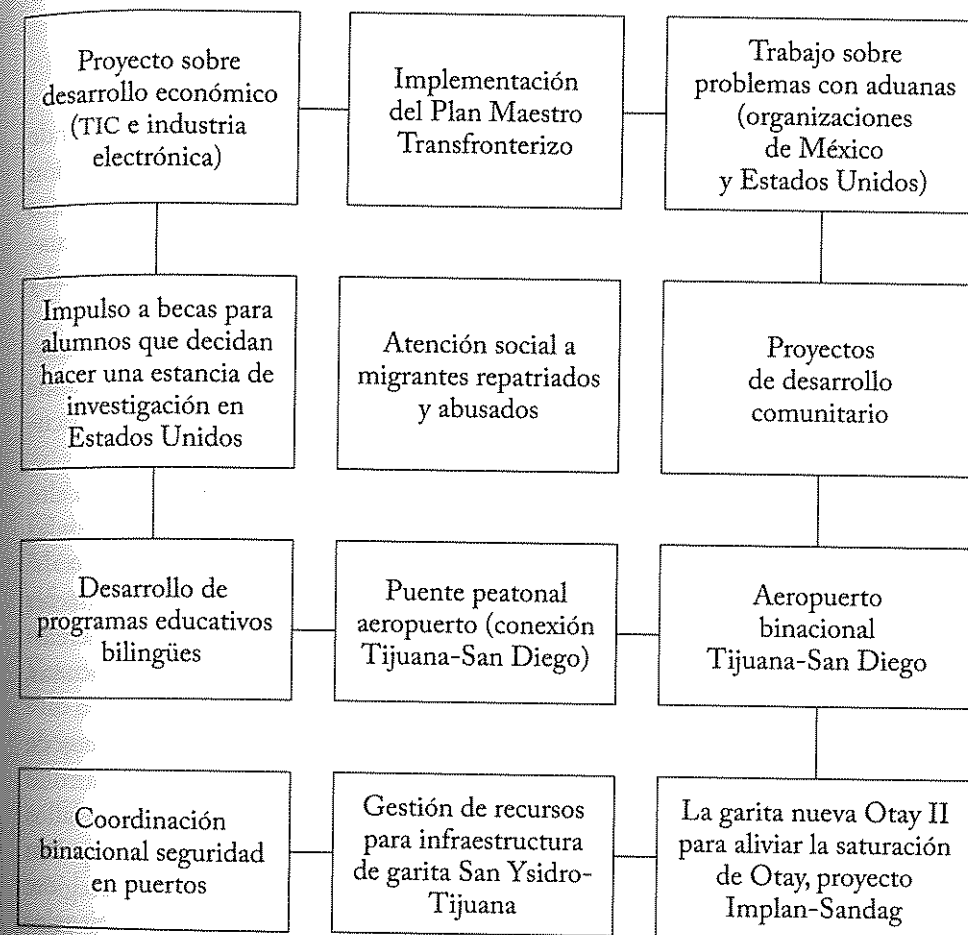 Proyecto sobre
desarrollo económico
(TIC e industria
electrónica)
Implementación
del Plan Maestro
Transfronterizo
Trabajo sobre
problemas con aduanas
(organizaciones
de México
y Estados Unidos)
Impulso a becas para
alumnos que decidan
hacer una estancia de
investigación en
Estados Unidos
Atención social a
migrantes repatriados
y abusados
Proyectos
de desarrollo
comunitario
Desarrollo de
programas educativos
bilingües
Puente peatonal
aeropuerto (conexión
Tijuana-San Diego)
Aeropuerto
binacional
Tijuana-San Diego
Coordinación
binacional seguridad
en puertos
Gestión de recursos
para infraestructura
de garita San Ysidro-
Tijuana
La garita nueva Otay II
para aliviar la saturación
de Otay, proyecto
Implan-Sandag